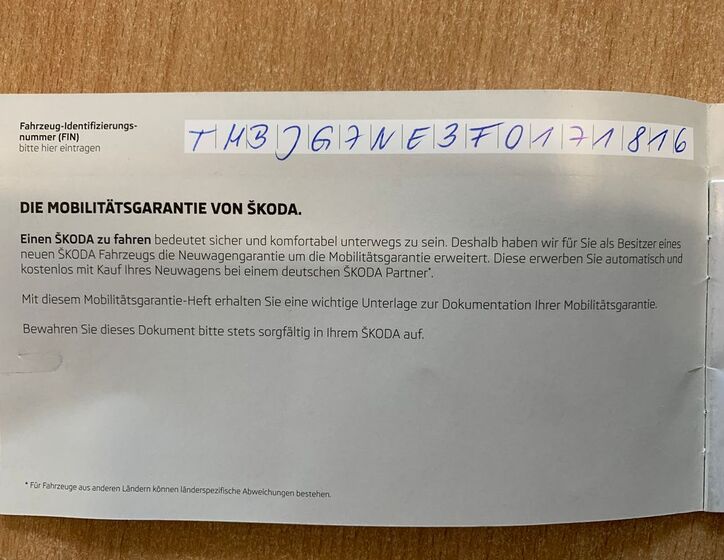 Fahrzeug-Identifizierungs-
nummer (FIN)
bitte hier eintragen
TMBJG7NE3F0171816
DIE MOBILITÄTSGARANTIE VON ŠKODA.
Einen ŠKODA zu fahren bedeutet sicher und komfortabel unterwegs zu sein. Deshalb haben wir für Sie als Besitzer eines
neuen ŠKODA Fahrzeugs die Neuwagengarantie um die Mobilitätsgarantie erweitert. Diese erwerben Sie automatisch und
kostenlos mit Kauf Ihres Neuwagens bei einem deutschen ŠKODA Partner*.
Mit diesem Mobilitätsgarantie-Heft erhalten Sie eine wichtige Unterlage zur Dokumentation Ihrer Mobilitätsgarantie.
Bewahren Sie dieses Dokument bitte stets sorgfältig in Ihrem ŠKODA auf.
* Für Fahrzeuge aus anderen Ländern können länderspezifische Abweichungen bestehen.